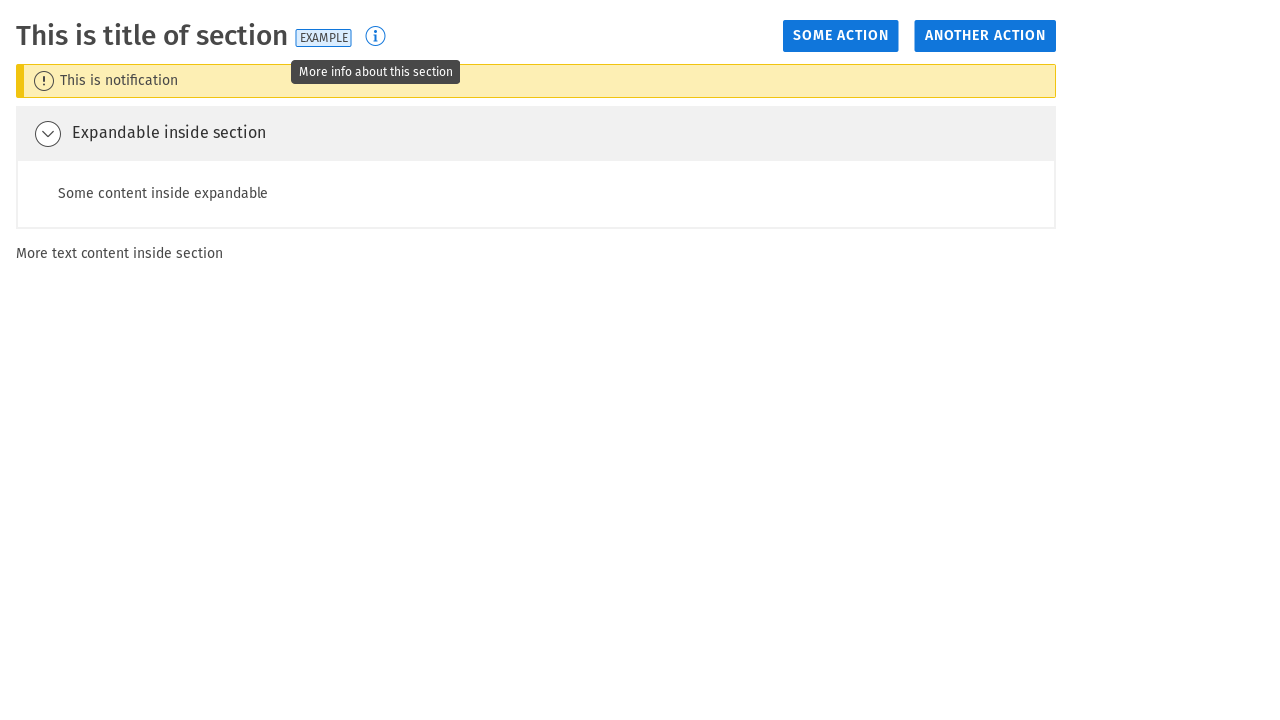 This is title of section EXAMPLE
SOME ACTION ANOTHER ACTION
More info about this section
This is notification
Expandable inside section
Some content inside expandable
More text content inside section